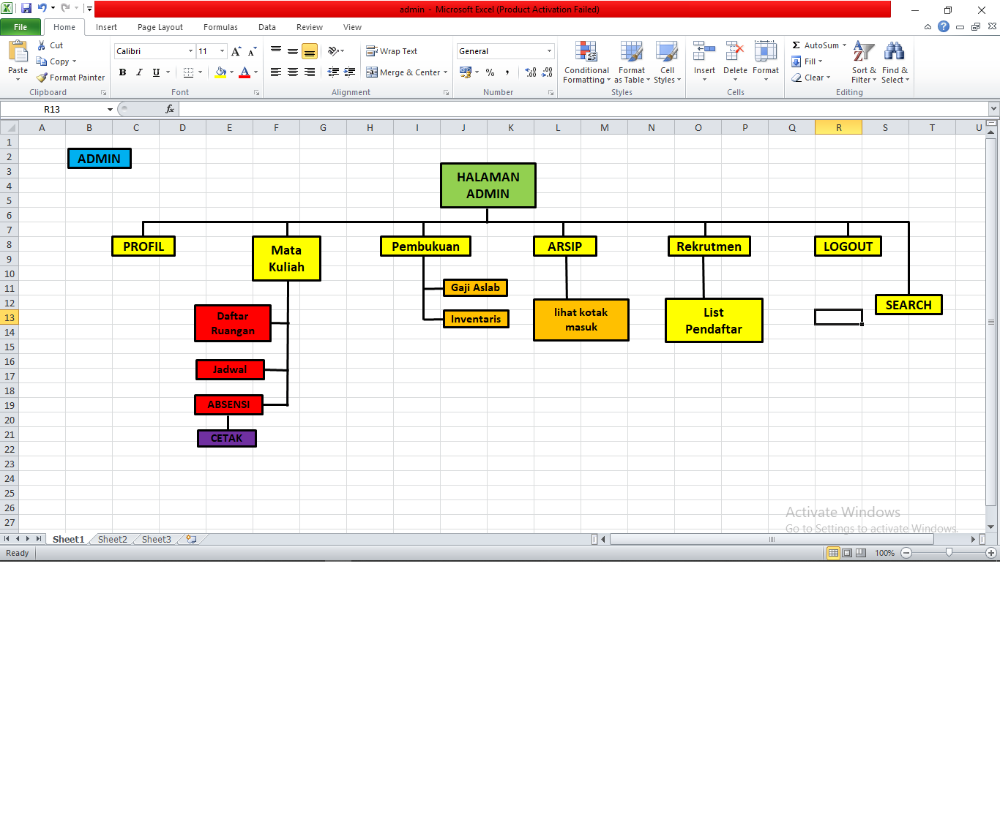 admin - Microsoft Excel (Product Activation Failed)
File Home Insert Page Layout Formulas Data Review View
Paste
Cut
Copy
Format Painter
Clipboard
Calibri 11
B I U
Font
Wrap Text
Merge & Center
Alignment
General
% ,
Number
Conditional Formatting
Format as Table
Cell Styles
Styles
Insert Delete Format
Cells
Σ AutoSum
Fill
Clear
Sort & Filter
Find & Select
Editing
R13 fx
A B C D E F G H I J K L M N O P Q R S T U
1
2
3
4
5
6
7
8
9
10
11
12
13
14
15
16
17
18
19
20
21
22
23
24
25
26
27
ADMIN
HALAMAN
ADMIN
PROFIL
Mata
Kuliah
Pembukuan
ARSIP
Rekrutmen
LOGOUT
SEARCH
Gaji Aslab
Inventaris
lihat kotak
masuk
List
Pendaftar
Daftar
Ruangan
Jadwal
ABSENSI
CETAK
Activate Windows
Go to Settings to activate Windows.
Sheet1 Sheet2 Sheet3
Ready 100%